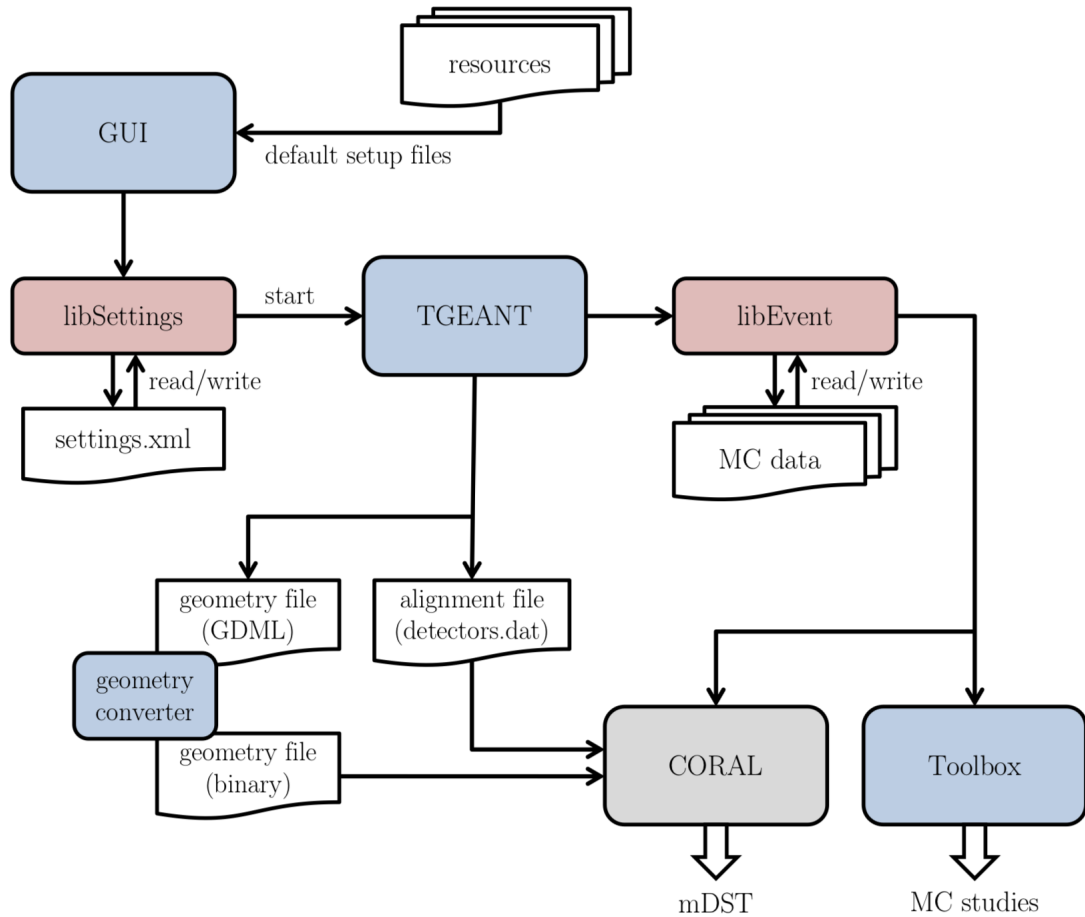 resources
GUI
default setup files
libSettings
start
TGEANT
libEvent
read/write
read/write
settings.xml
MC data
geometry file
(GDML)
alignment file
(detectors.dat)
geometry
converter
geometry file
(binary)
CORAL
Toolbox
mDST
MC studies